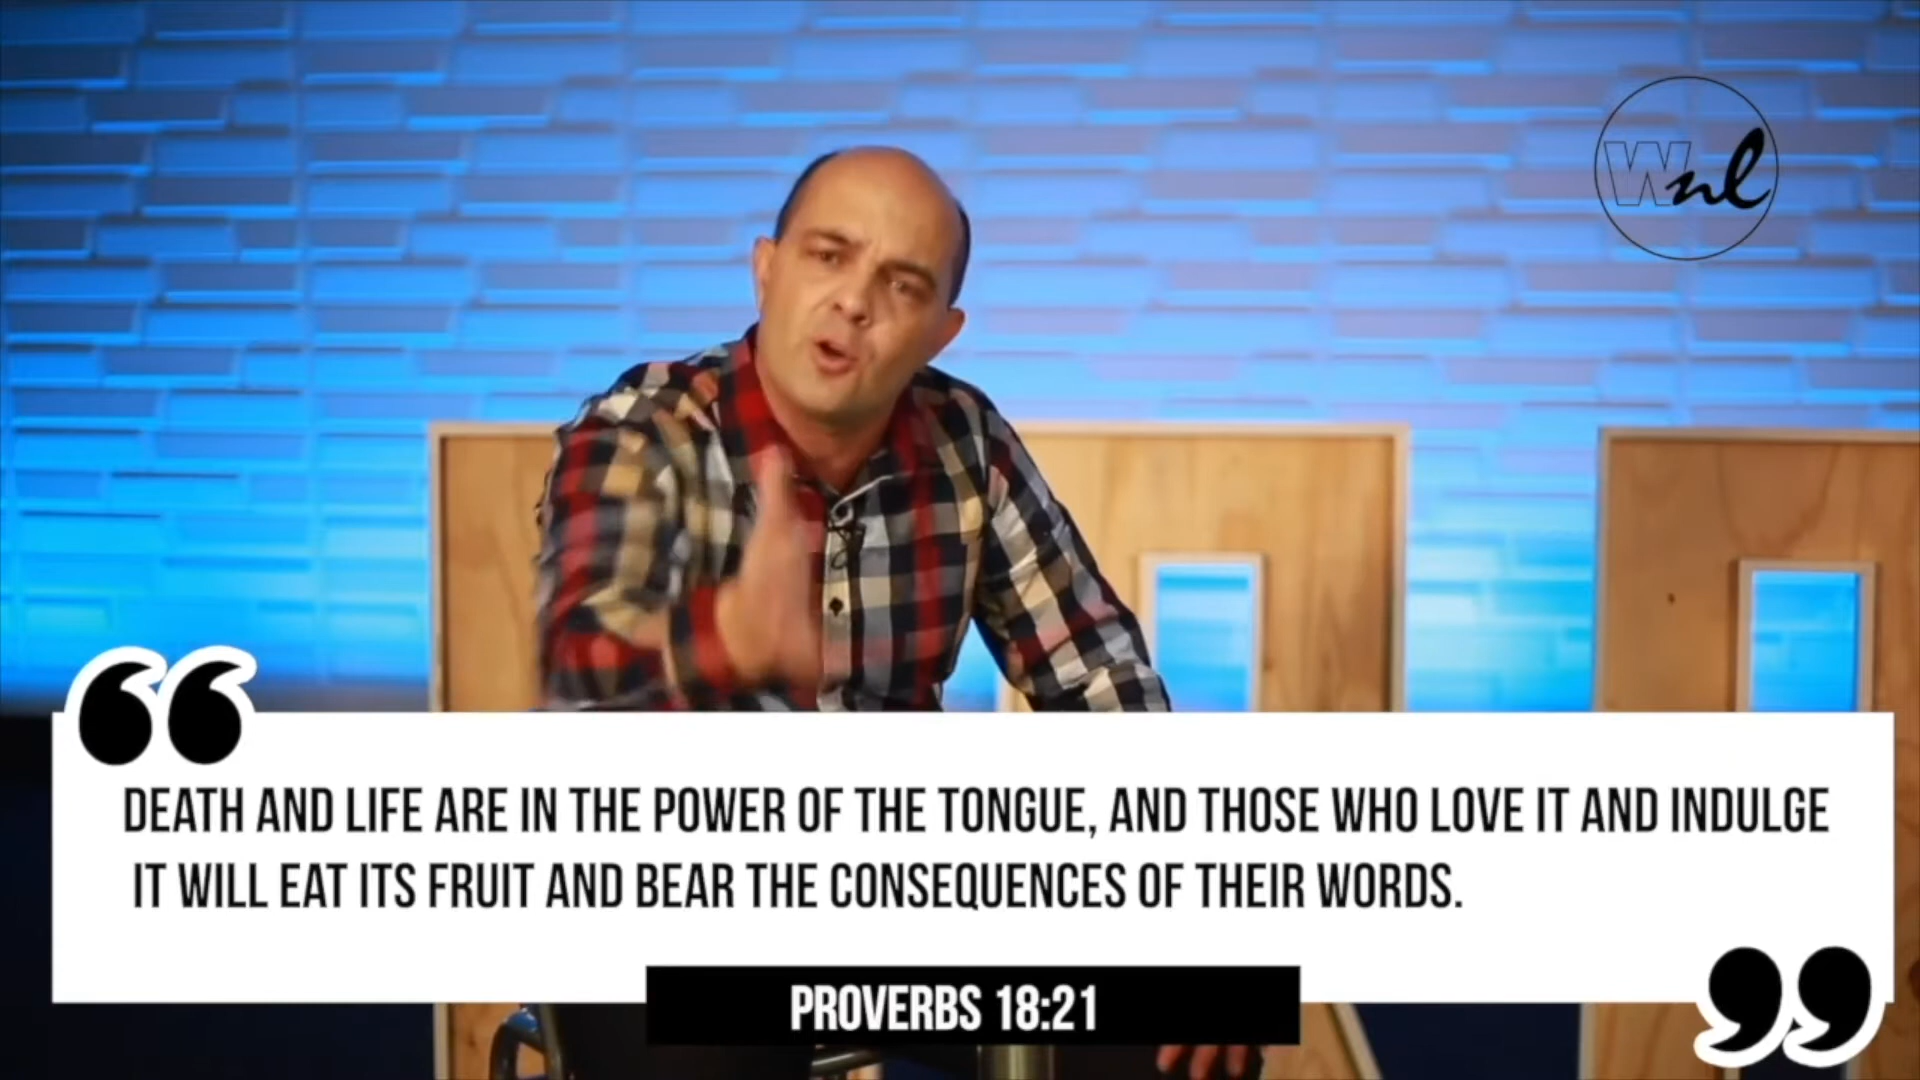 Wnl
DEATH AND LIFE ARE IN THE POWER OF THE TONGUE, AND THOSE WHO LOVE IT AND INDULGE
IT WILL EAT ITS FRUIT AND BEAR THE CONSEQUENCES OF THEIR WORDS.
PROVERBS 18:21